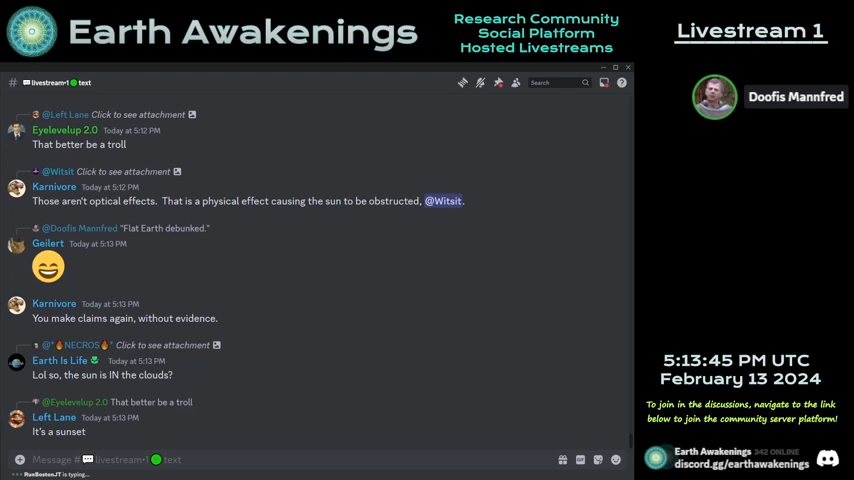 Earth Awakenings
Research Community
Social Platform
Hosted Livestreams
Livestream 1
# livestream•1 text
Search
Doofis Mannfred
@Left Lane Click to see attachment
Eyelevelup 2.0 Today at 5:12 PM
That better be a troll
@Witsit Click to see attachment
Karnivore Today at 5:12 PM
Those aren't optical effects. That is a physical effect causing the sun to be obstructed, @Witsit.
@Doofis Mannfred "Flat Earth debunked."
Geilert Today at 5:13 PM
Karnivore Today at 5:13 PM
You make claims again, without evidence.
@*🔥NECROS🔥* Click to see attachment
Earth Is Life Today at 5:13 PM
Lol so, the sun is IN the clouds?
@Eyelevelup 2.0 That better be a troll
Left Lane Today at 5:13 PM
It's a sunset
Message # livestream•1 text
GIF
RunBostonJT is typing...
5:13:45 PM UTC
February 13 2024
To join in the discussions, navigate to the link
below to join the community server platform!
Earth Awakenings 342 ONLINE
discord.gg/earthawakenings